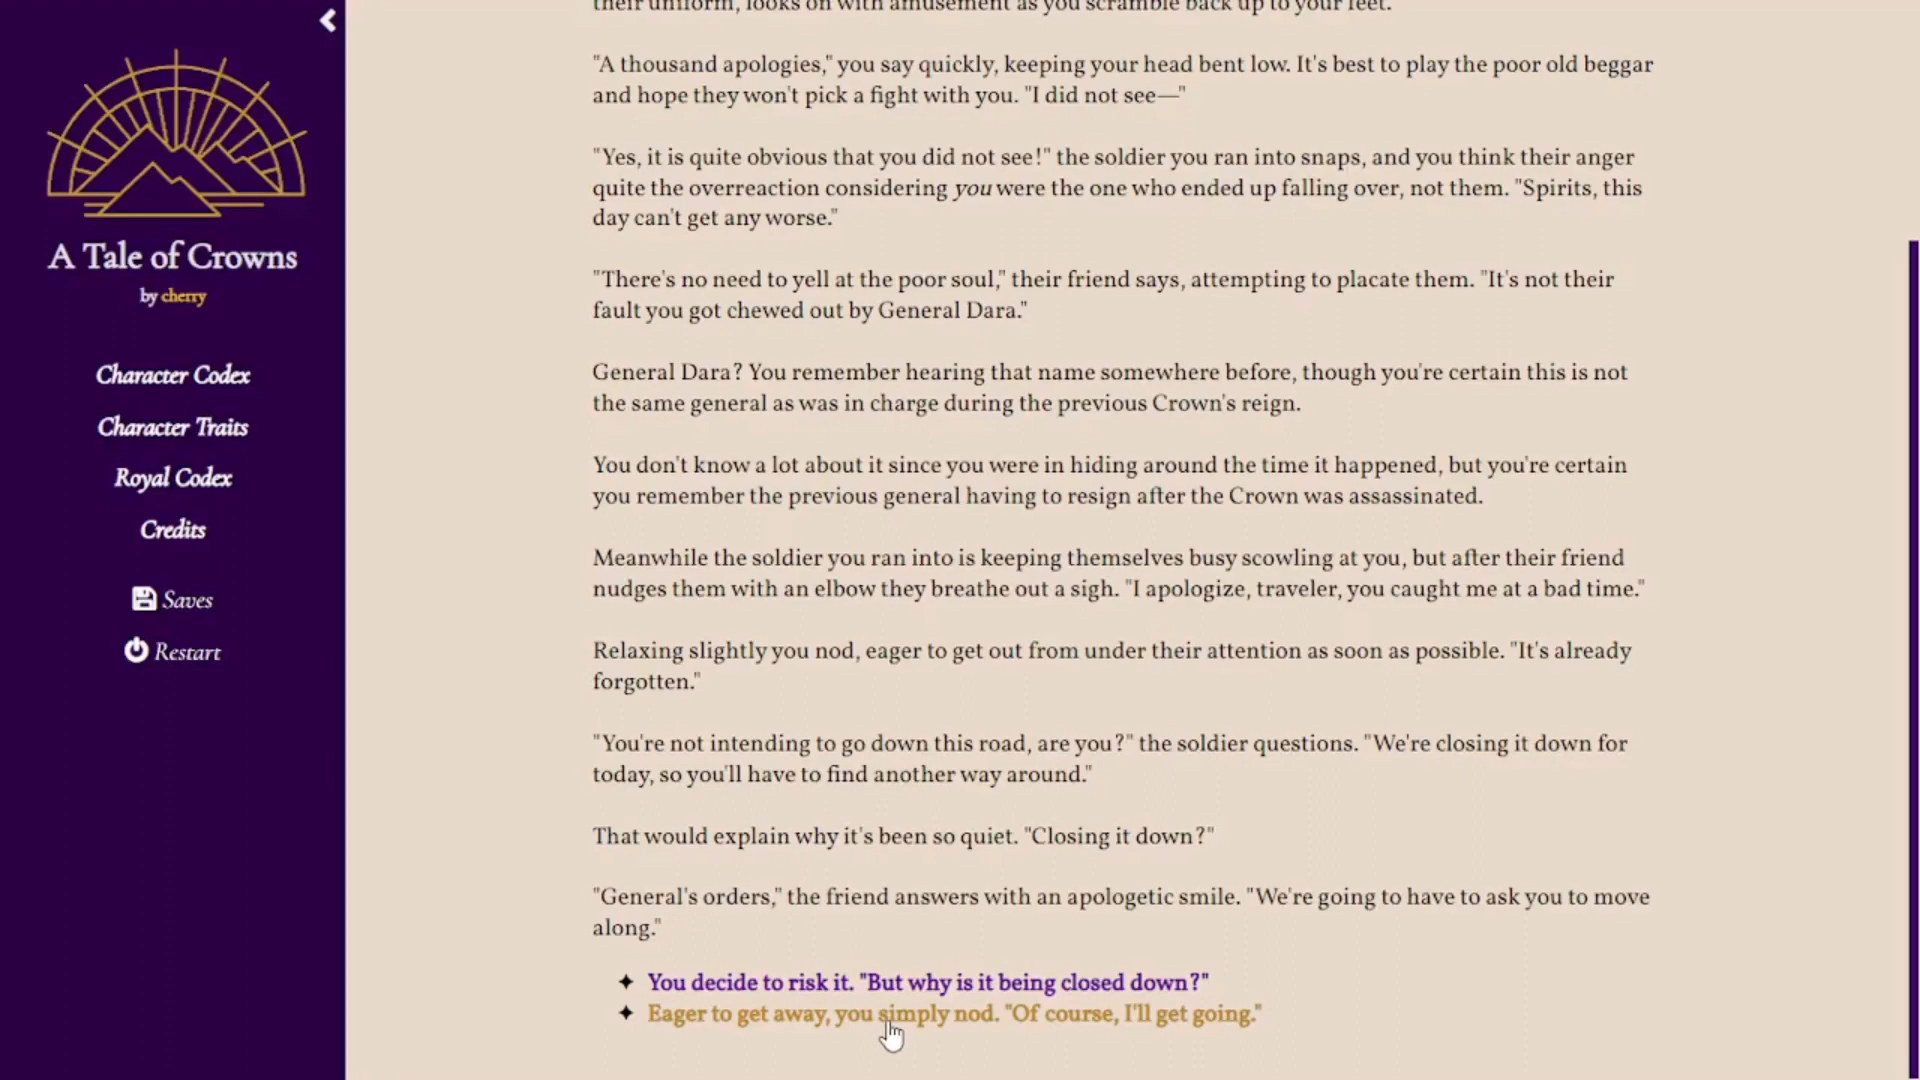 A Tale of Crowns
by cherry
Character Codex
Character Traits
Royal Codex
Credits
Saves
Restart
their uniform, looks on with amusement as you scramble back up to your feet.
"A thousand apologies," you say quickly, keeping your head bent low. It's best to play the poor old beggar
and hope they won't pick a fight with you. "I did not see—"
"Yes, it is quite obvious that you did not see!" the soldier you ran into snaps, and you think their anger
quite the overreaction considering you were the one who ended up falling over, not them. "Spirits, this
day can't get any worse."
"There's no need to yell at the poor soul," their friend says, attempting to placate them. "It's not their
fault you got chewed out by General Dara."
General Dara? You remember hearing that name somewhere before, though you're certain this is not
the same general as was in charge during the previous Crown's reign.
You don't know a lot about it since you were in hiding around the time it happened, but you're certain
you remember the previous general having to resign after the Crown was assassinated.
Meanwhile the soldier you ran into is keeping themselves busy scowling at you, but after their friend
nudges them with an elbow they breathe out a sigh. "I apologize, traveler, you caught me at a bad time."
Relaxing slightly you nod, eager to get out from under their attention as soon as possible. "It's already
forgotten."
"You're not intending to go down this road, are you?" the soldier questions. "We're closing it down for
today, so you'll have to find another way around."
That would explain why it's been so quiet. "Closing it down?"
"General's orders," the friend answers with an apologetic smile. "We're going to have to ask you to move
along."
You decide to risk it. "But why is it being closed down?"
Eager to get away, you simply nod. "Of course, I'll get going."